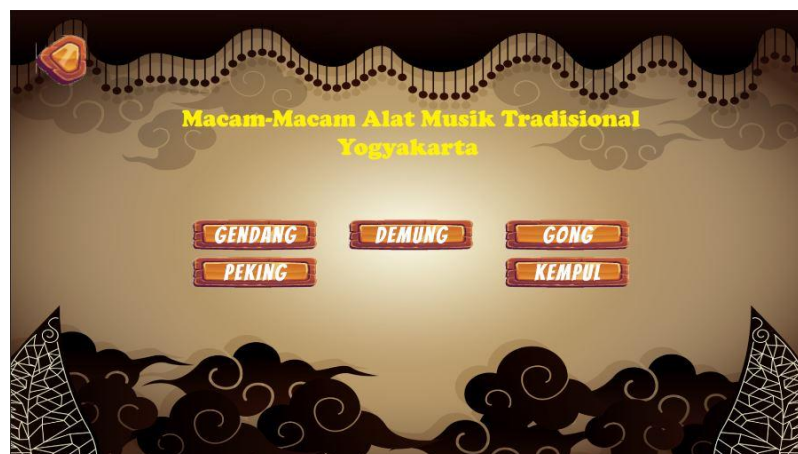 Macam-Macam Alat Musik Tradisional
Yogyakarta
GENDANG
DEMUNG
GONG
PEKING
KEMPUL